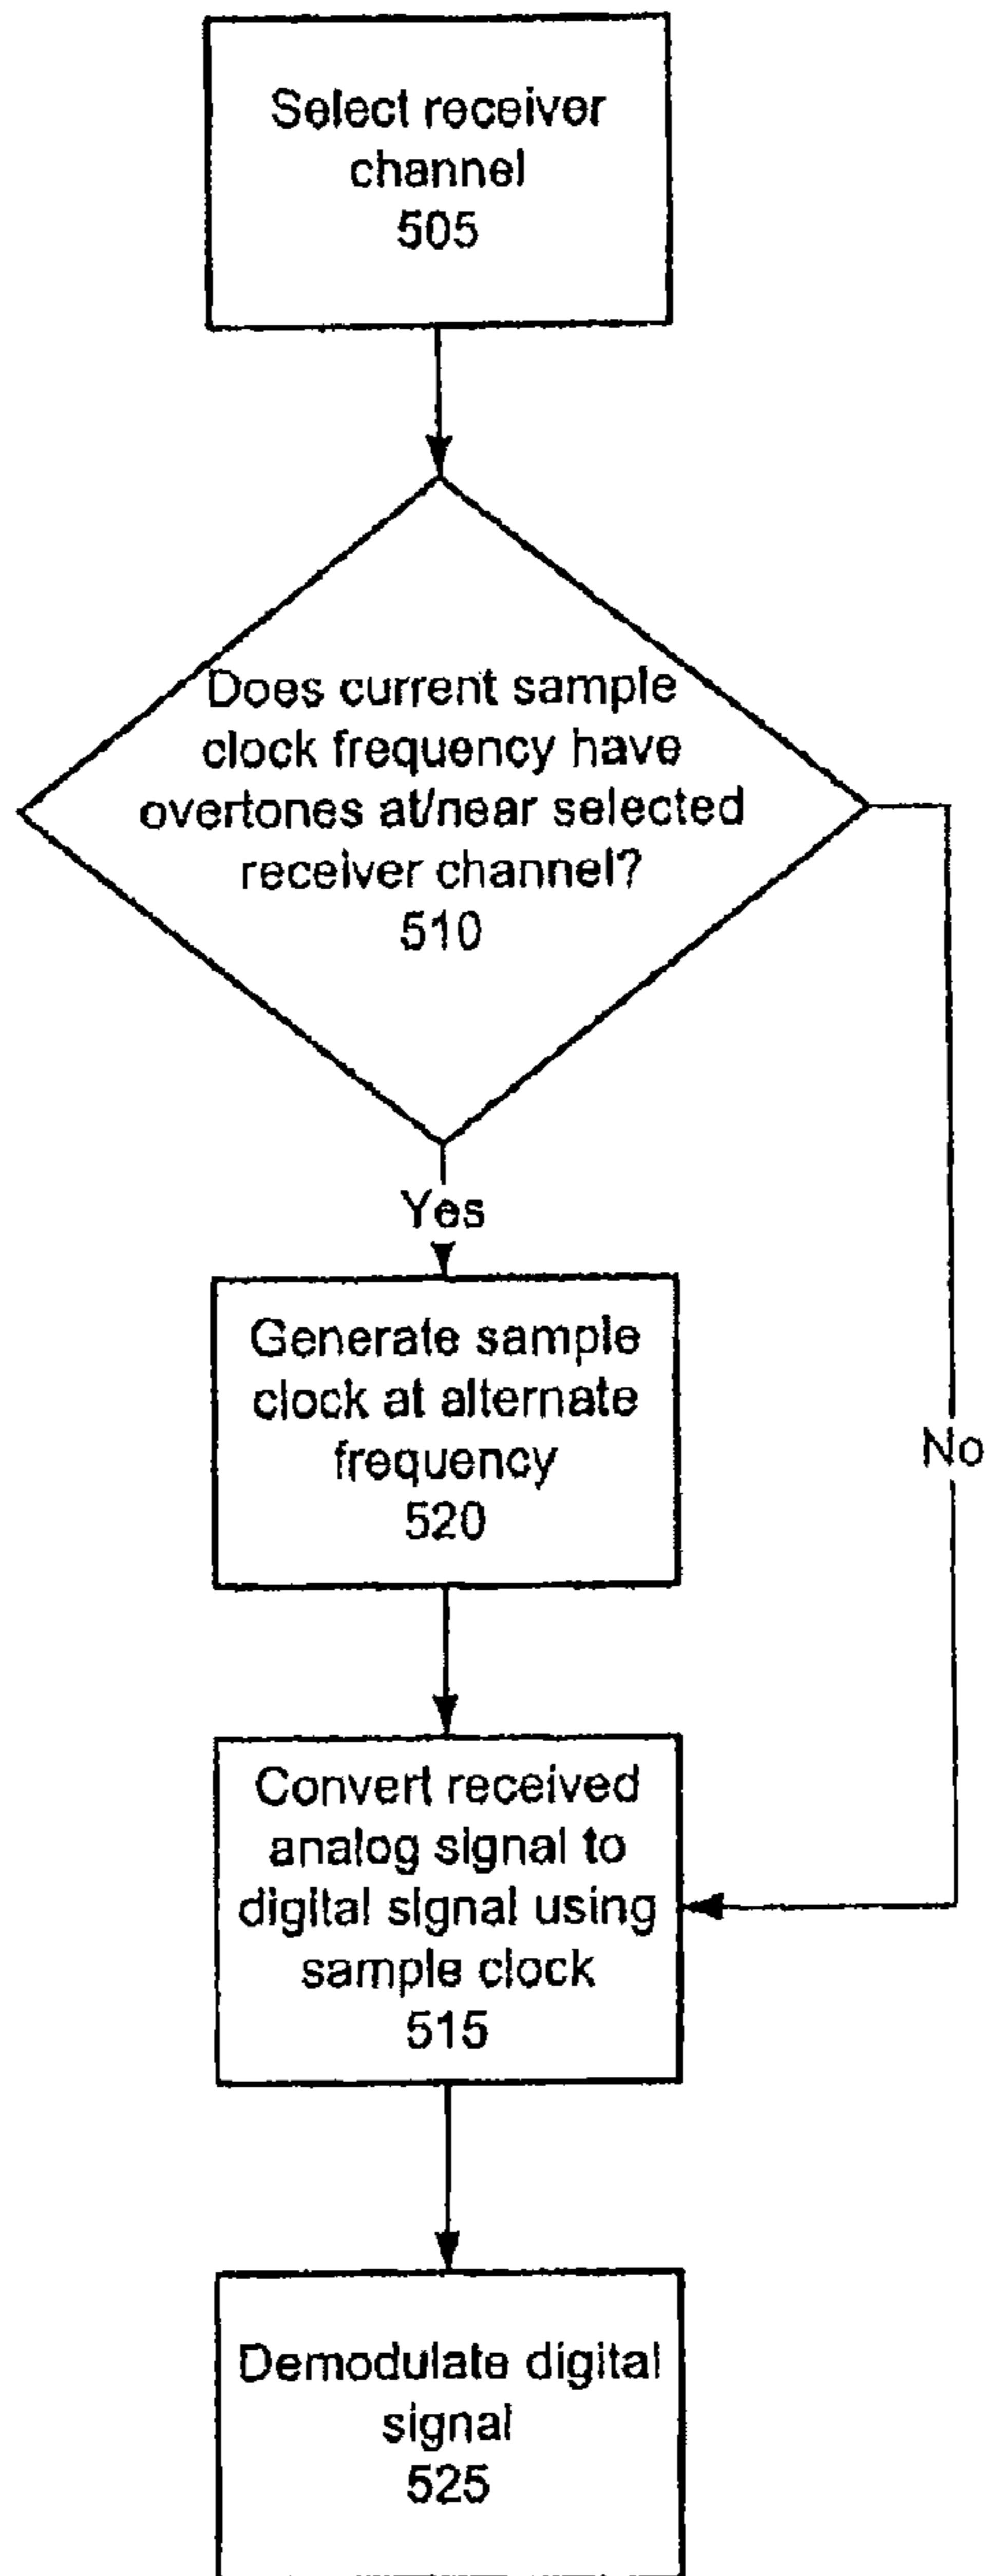 Select receiver
channel
505
Does current sample
clock frequency have
overtones at/near selected
receiver channel?
510
Yes
Generate sample
clock at alternate
frequency
520
No
Convert received
analog signal to
digital signal using
sample clock
515
Demodulate digital
signal
525